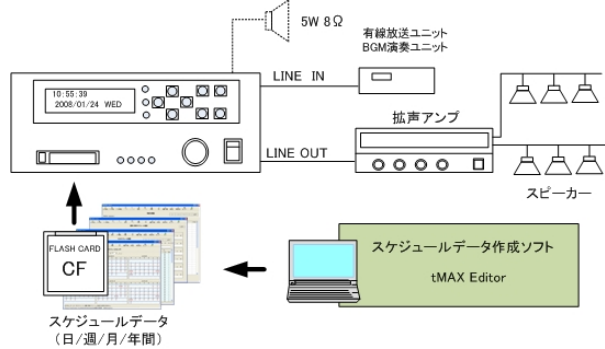 5W 8Ω
有線放送ユニット
BGM演奏ユニット
LINE IN
10:55:39
2008/01/24 WED
拡声アンプ
LINE OUT
スピーカー
FLASH CARD
CF
スケジュールデータ作成ソフト
tMAX Editor
スケジュールデータ
(日/週/月/年間)